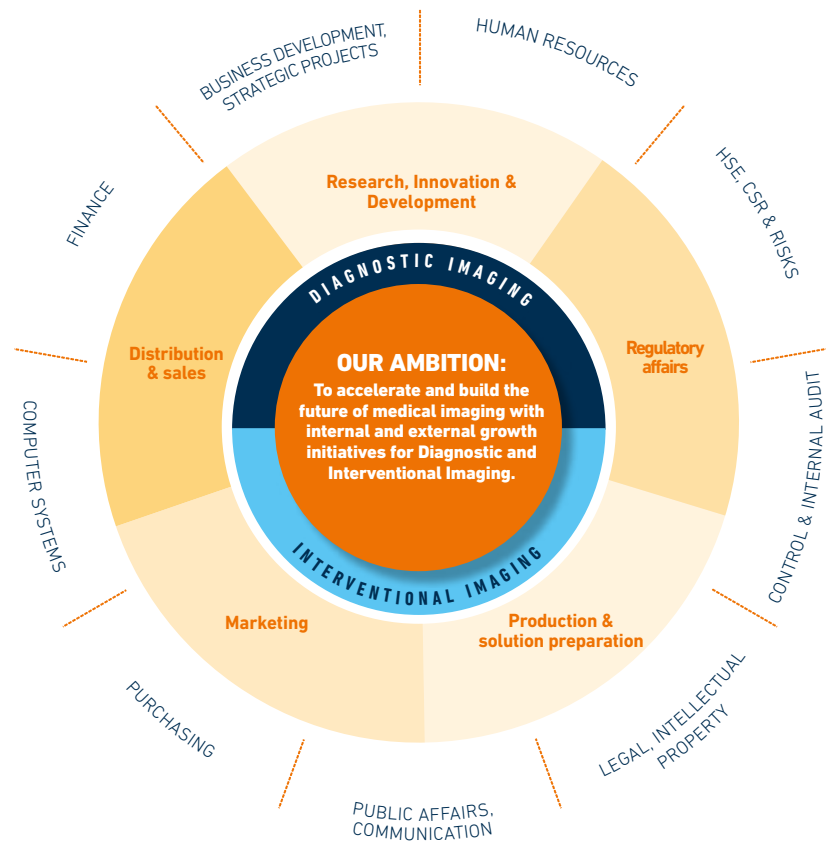 BUSINESS DEVELOPMENT,
STRATEGIC PROJECTS
HUMAN RESOURCES
HSE, CSR & RISKS
CONTROL & INTERNAL AUDIT
LEGAL, INTELLECTUAL
PROPERTY
PUBLIC AFFAIRS,
COMMUNICATION
PURCHASING
COMPUTER SYSTEMS
FINANCE
Research, Innovation &
Development
Regulatory
affairs
Production &
solution preparation
Marketing
Distribution
& sales
DIAGNOSTIC IMAGING
OUR AMBITION:
To accelerate and build the
future of medical imaging with
internal and external growth
initiatives for Diagnostic and
Interventional Imaging.
INTERVENTIONAL IMAGING